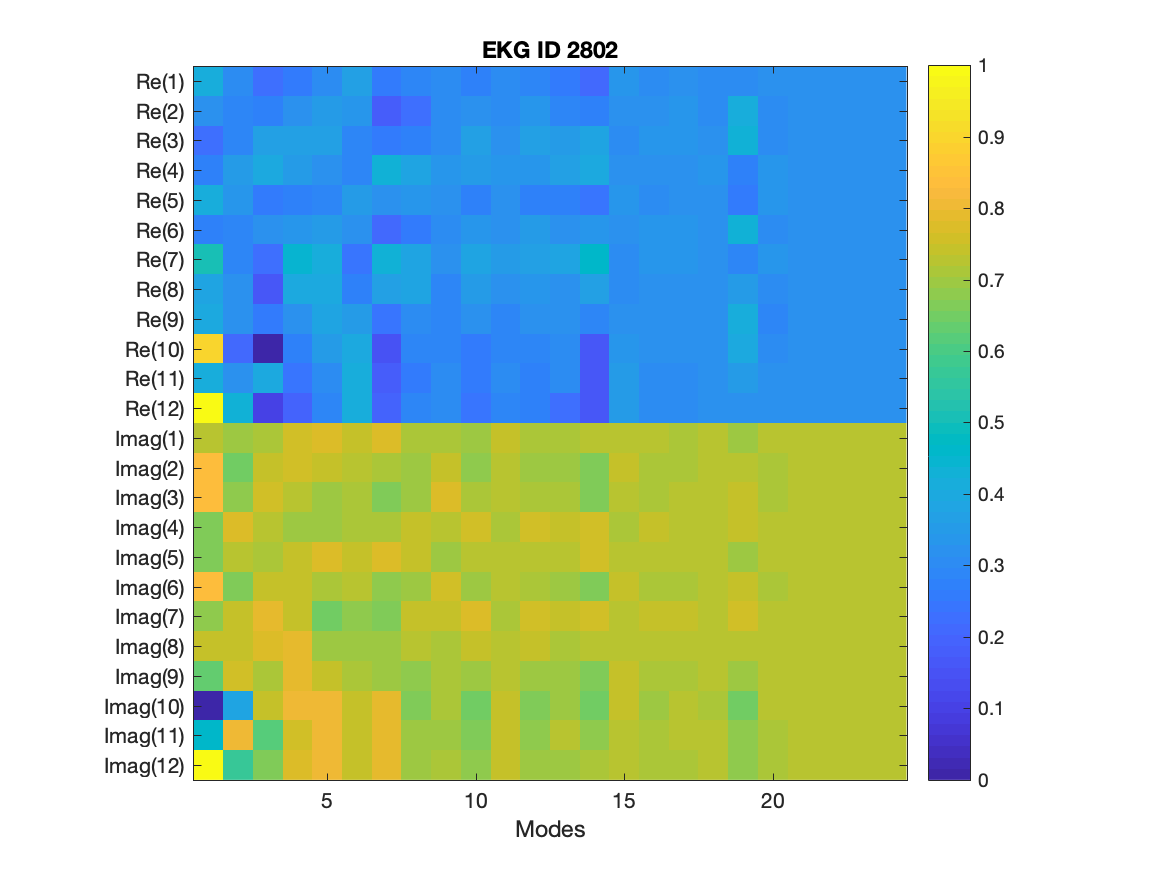 EKG ID 2802
Re(1)
Re(2)
Re(3)
Re(4)
Re(5)
Re(6)
Re(7)
Re(8)
Re(9)
Re(10)
Re(11)
Re(12)
Imag(1)
Imag(2)
Imag(3)
Imag(4)
Imag(5)
Imag(6)
Imag(7)
Imag(8)
Imag(9)
Imag(10)
Imag(11)
Imag(12)
5 10 15 20
Modes
1
0.9
0.8
0.7
0.6
0.5
0.4
0.3
0.2
0.1
0